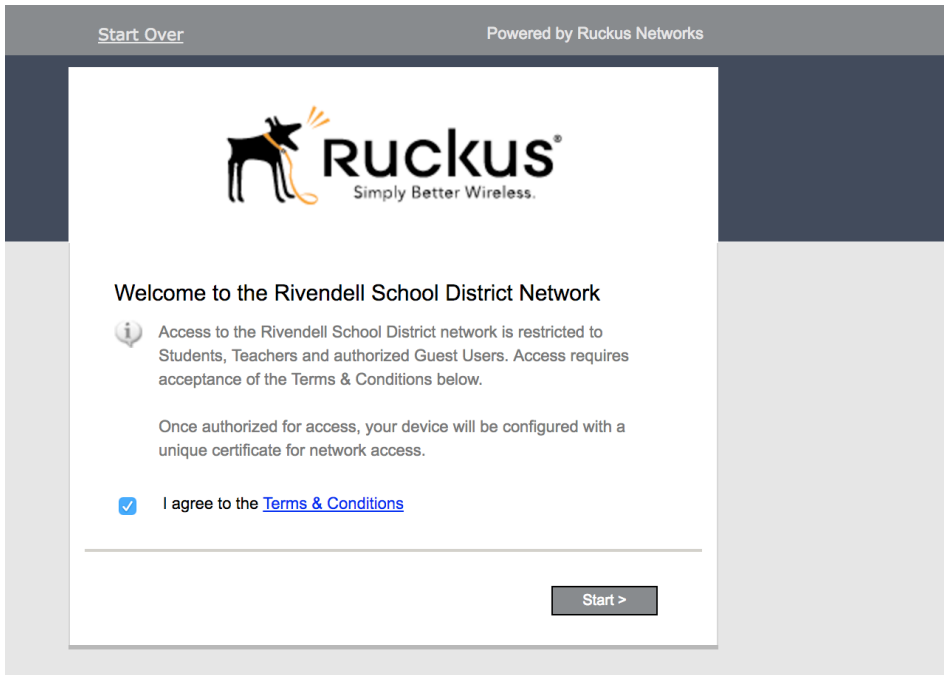 Start Over
Powered by Ruckus Networks
Ruckus®
Simply Better Wireless.
Welcome to the Rivendell School District Network
i
Access to the Rivendell School District network is restricted to
Students, Teachers and authorized Guest Users. Access requires
acceptance of the Terms & Conditions below.
Once authorized for access, your device will be configured with a
unique certificate for network access.
I agree to the Terms & Conditions
Start >